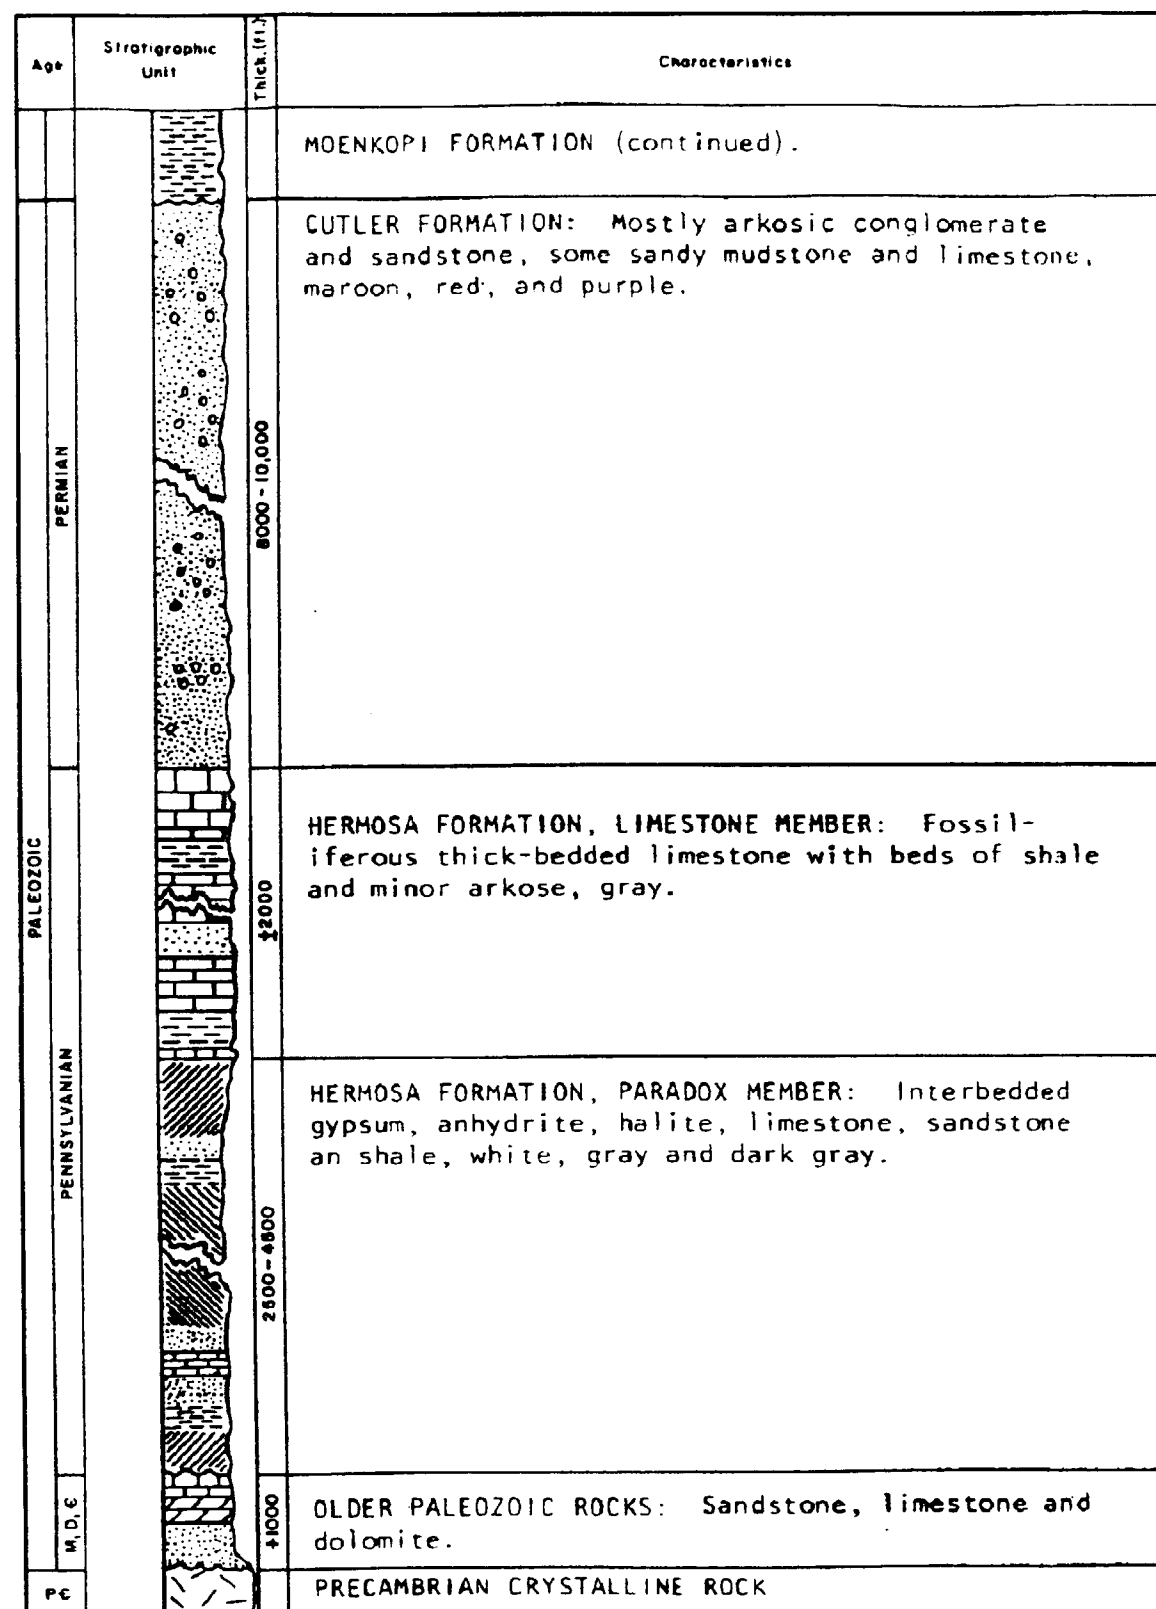 Age
Stratigraphic
Unit
Thick.(ft.)
Characteristics
MOENKOPI FORMATION (continued).
CUTLER FORMATION: Mostly arkosic conglomerate
and sandstone, some sandy mudstone and limestone,
maroon, red, and purple.
PERMIAN
8000-10,000
HERMOSA FORMATION, LIMESTONE MEMBER: Fossil-
iferous thick-bedded limestone with beds of shale
and minor arkose, gray.
PALEOZOIC
±2000
HERMOSA FORMATION, PARADOX MEMBER: Interbedded
gypsum, anhydrite, halite, limestone, sandstone
an shale, white, gray and dark gray.
PENNSYLVANIAN
2500-4500
M, D, Є
+1000
OLDER PALEOZOIC ROCKS: Sandstone, limestone and
dolomite.
PЄ
PRECAMBRIAN CRYSTALLINE ROCK